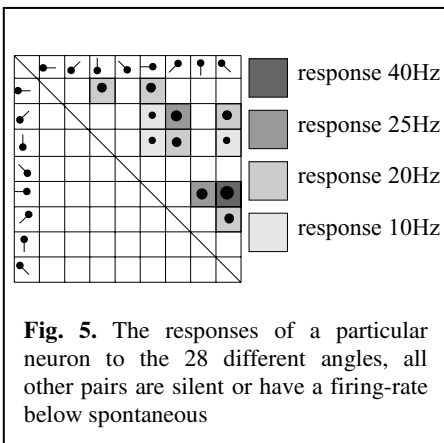 response 40Hz
response 25Hz
response 20Hz
response 10Hz
Fig. 5. The responses of a particular
neuron to the 28 different angles, all
other pairs are silent or have a firing-rate
below spontaneous